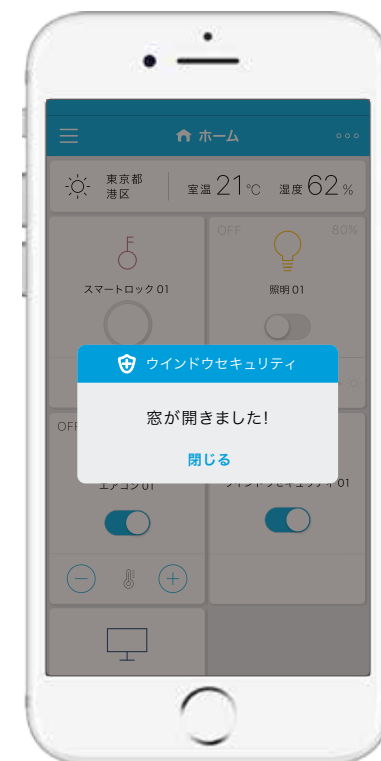 ホーム
東京都
港区
室温 21℃ 湿度 62%
スマートロック 01
OFF 80%
照明 01
ウインドウセキュリティ
窓が開きました!
閉じる
OFF
エアコン 01
ウインドウセキュリティ 01